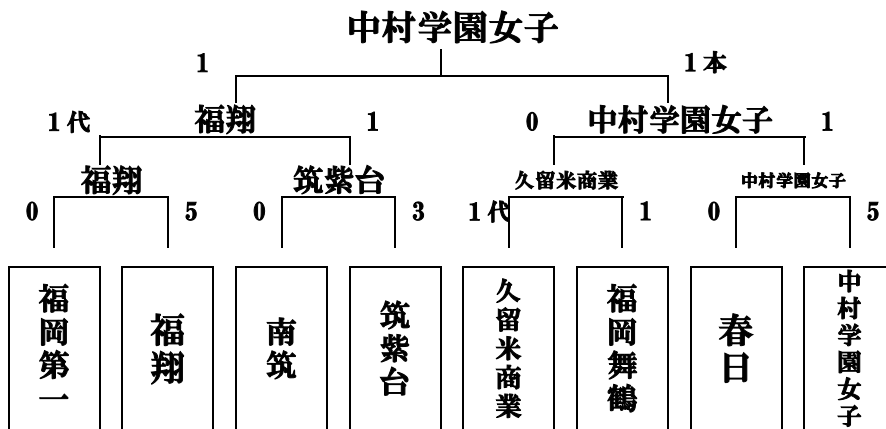 中村学園女子
1 1本
福翔 中村学園女子
1代 1 0 1
福翔 筑紫台 久留米商業 中村学園女子
0 5 0 3 1代 1 0 5
福岡第一
福翔
南筑
筑紫台
久留米商業
福岡舞鶴
春日
中村学園女子